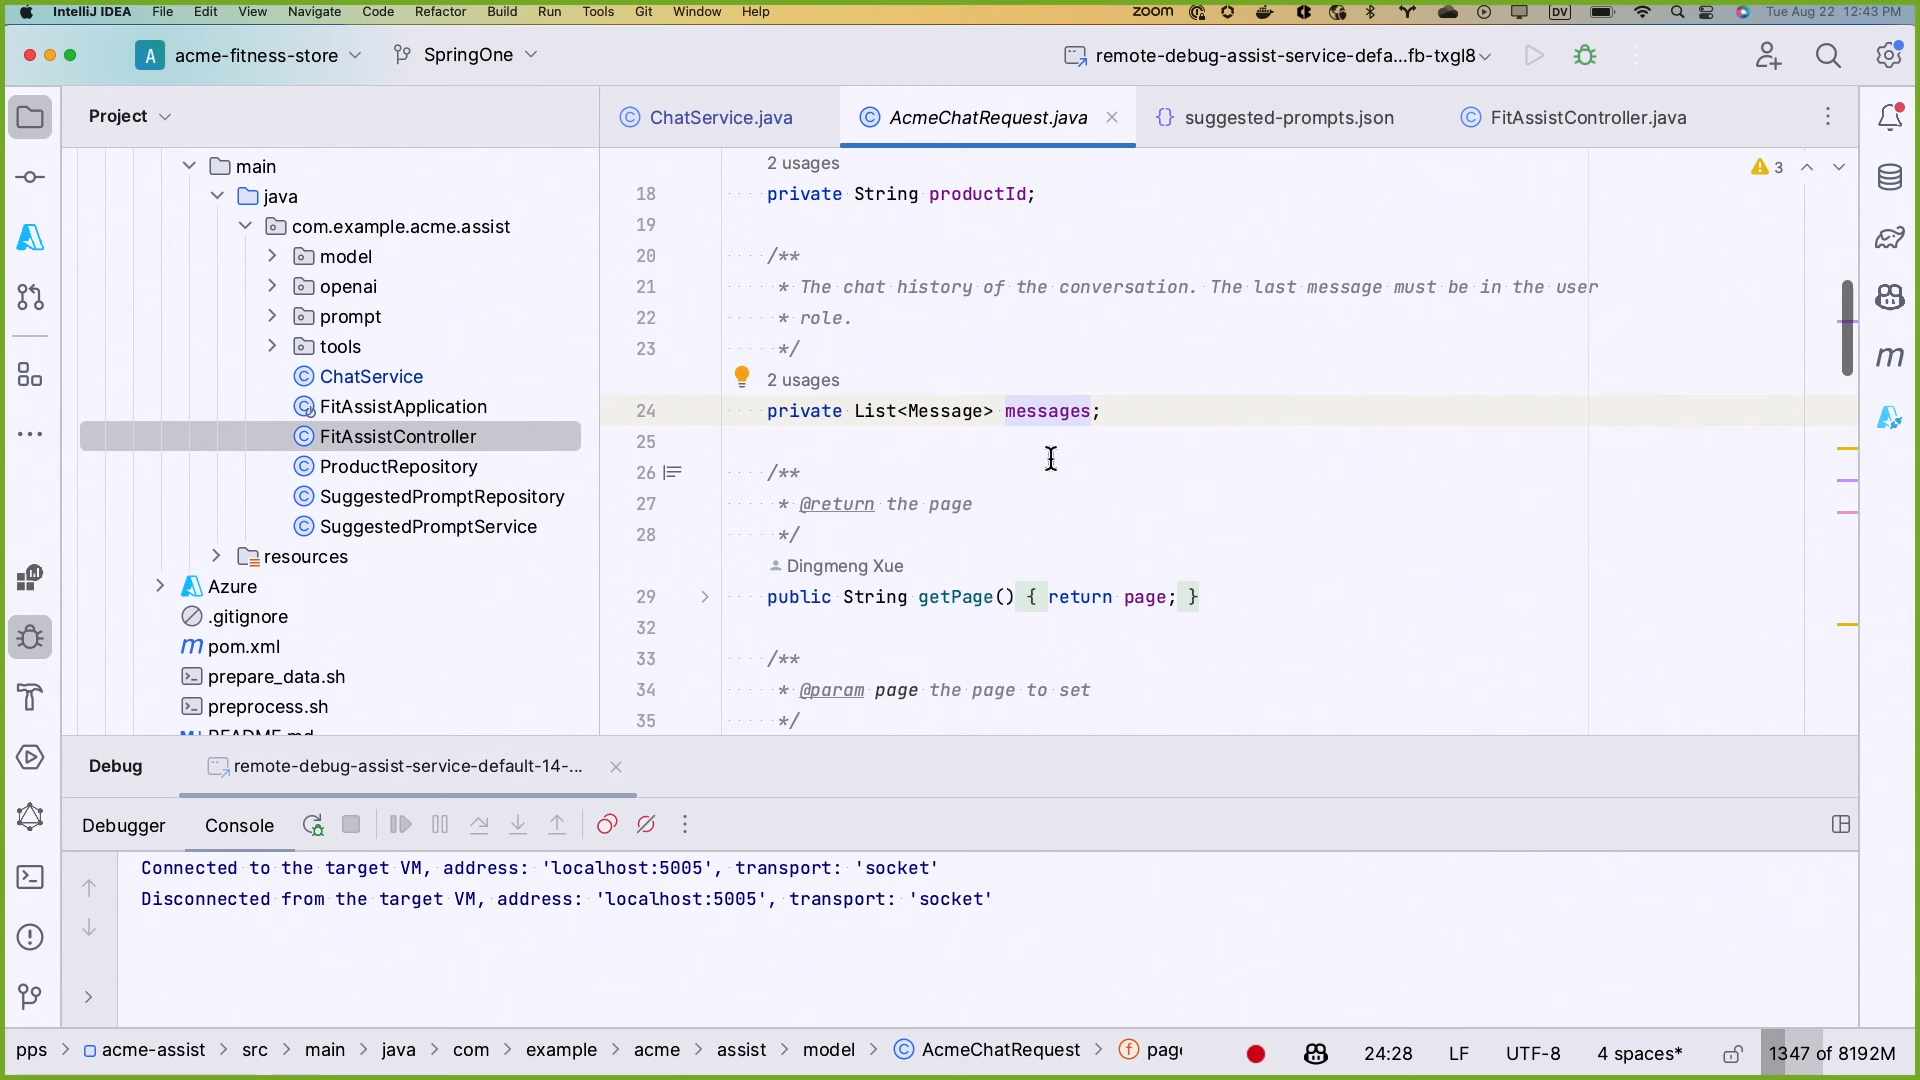 IntelliJ IDEA File Edit View Navigate Code Refactor Build Run Tools Git Window Help zoom DV Tue Aug 22 12:43 PM
A acme-fitness-store SpringOne remote-debug-assist-service-defa...fb-txgl8
Project
ChatService.java AcmeChatRequest.java suggested-prompts.json FitAssistController.java
main
java
com.example.acme.assist
model
openai
prompt
tools
ChatService
FitAssistApplication
FitAssistController
ProductRepository
SuggestedPromptRepository
SuggestedPromptService
resources
Azure
.gitignore
pom.xml
prepare_data.sh
preprocess.sh
README.md
2 usages
3
18 private String productId;
19
20 /**
21 * The chat history of the conversation. The last message must be in the user
22 * role.
23 */
2 usages
24 private List<Message> messages;
25
26 /**
27 * @return the page
28 */
Dingmeng Xue
29 public String getPage() { return page; }
32
33 /**
34 * @param page the page to set
35 */
Debug remote-debug-assist-service-default-14-...
Debugger Console
Connected to the target VM, address: 'localhost:5005', transport: 'socket'
Disconnected from the target VM, address: 'localhost:5005', transport: 'socket'
pps > acme-assist > src > main > java > com > example > acme > assist > model > AcmeChatRequest > page 24:28 LF UTF-8 4 spaces* 1347 of 8192M